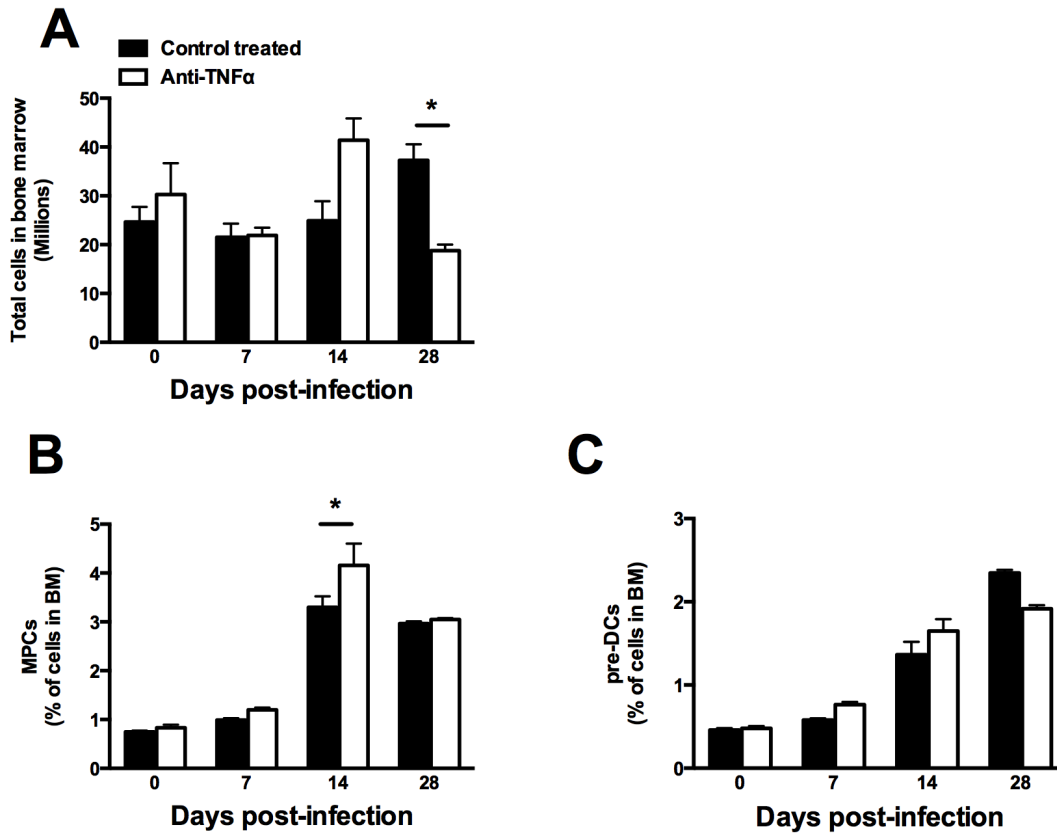 A
Control treated
Anti-TNFα
Total cells in bone marrow
(Millions)
50
40
30
20
10
0
*
0 7 14 28
Days post-infection
B
MPCs
(% of cells in BM)
5
4
3
2
1
0
*
0 7 14 28
Days post-infection
C
pre-DCs
(% of cells in BM)
3
2
1
0
0 7 14 28
Days post-infection